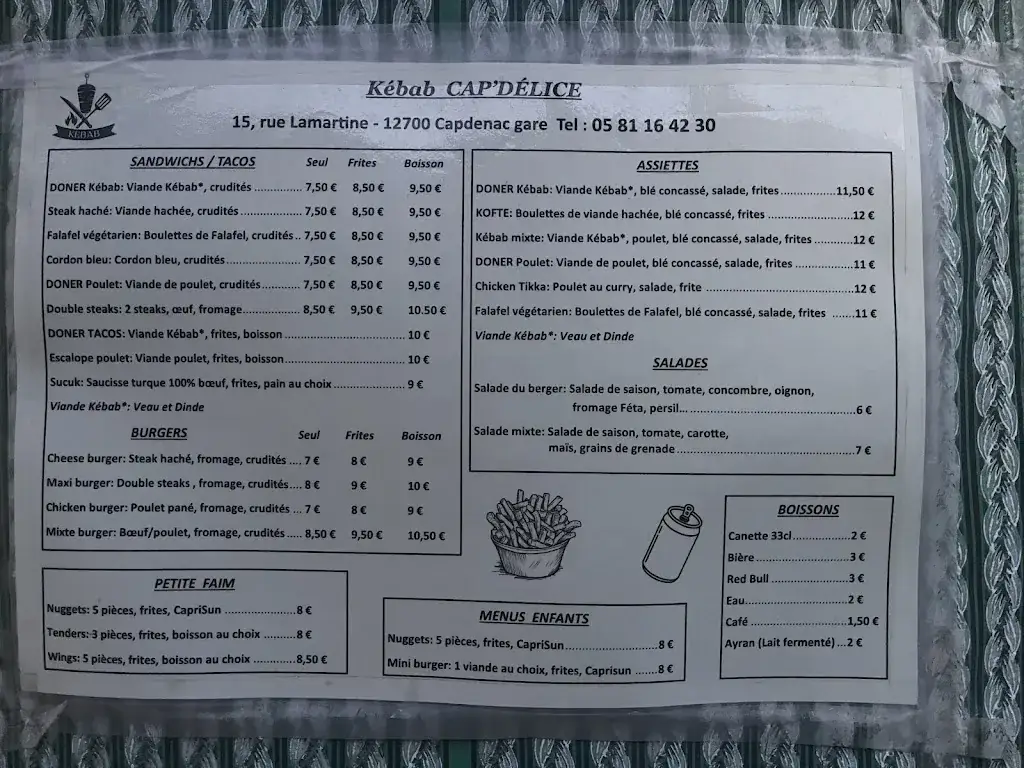 KEBAB
Kébab CAP'DÉLICE
15, rue Lamartine - 12700 Capdenac gare Tel : 05 81 16 42 30
SANDWICHS / TACOS Seul Frites Boisson
DONER Kébab: Viande Kébab*, crudités .............. 7,50 € 8,50 € 9,50 €
Steak haché: Viande hachée, crudités.................. 7,50 € 8,50 € 9,50 €
Falafel végétarien: Boulettes de Falafel, crudités.. 7,50 € 8,50 € 9,50 €
Cordon bleu: Cordon bleu, crudités....................... 7,50 € 8,50 € 9,50 €
DONER Poulet: Viande de poulet, crudités............ 7,50 € 8,50 € 9,50 €
Double steaks: 2 steaks, œuf, fromage.................. 8,50 € 9,50 € 10.50 €
DONER TACOS: Viande Kébab*, frites, boisson.................................... 10 €
Escalope poulet: Viande poulet, frites, boisson.................................... 10 €
Sucuk: Saucisse turque 100% bœuf, frites, pain au choix..................... 9 €
Viande Kébab*: Veau et Dinde
BURGERS Seul Frites Boisson
Cheese burger: Steak haché, fromage, crudités .... 7 € 8 € 9 €
Maxi burger: Double steaks , fromage, crudités.... 8 € 9 € 10 €
Chicken burger: Poulet pané, fromage, crudités ... 7 € 8 € 9 €
Mixte burger: Bœuf/poulet, fromage, crudités..... 8,50 € 9,50 € 10,50 €
PETITE FAIM
Nuggets: 5 pièces, frites, CapriSun .....................8 €
Tenders: 3 pièces, frites, boisson au choix .........8 €
Wings: 5 pièces, frites, boisson au choix ............8,50 €
ASSIETTES
DONER Kébab: Viande Kébab*, blé concassé, salade, frites...............11,50 €
KOFTE: Boulettes de viande hachée, blé concassé, frites .....................12 €
Kébab mixte: Viande Kébab*, poulet, blé concassé, salade, frites ...........12 €
DONER Poulet: Viande de poulet, blé concassé, salade, frites ................11 €
Chicken Tikka: Poulet au curry, salade, frite ...........................................12 €
Falafel végétarien: Boulettes de Falafel, blé concassé, salade, frites ......11 €
Viande Kébab*: Veau et Dinde
SALADES
Salade du berger: Salade de saison, tomate, concombre, oignon,
fromage Féta, persil... ..........................................6 €
Salade mixte: Salade de saison, tomate, carotte,
maïs, grains de grenade..............................................7 €
MENUS ENFANTS
Nuggets: 5 pièces, frites, CapriSun........................8 €
Mini burger: 1 viande au choix, frites, Caprisun .......8 €
BOISSONS
Canette 33cl..................2 €
Bière............................3 €
Red Bull ........................3 €
Eau...............................2 €
Café .............................1,50 €
Ayran (Lait fermenté)...2 €